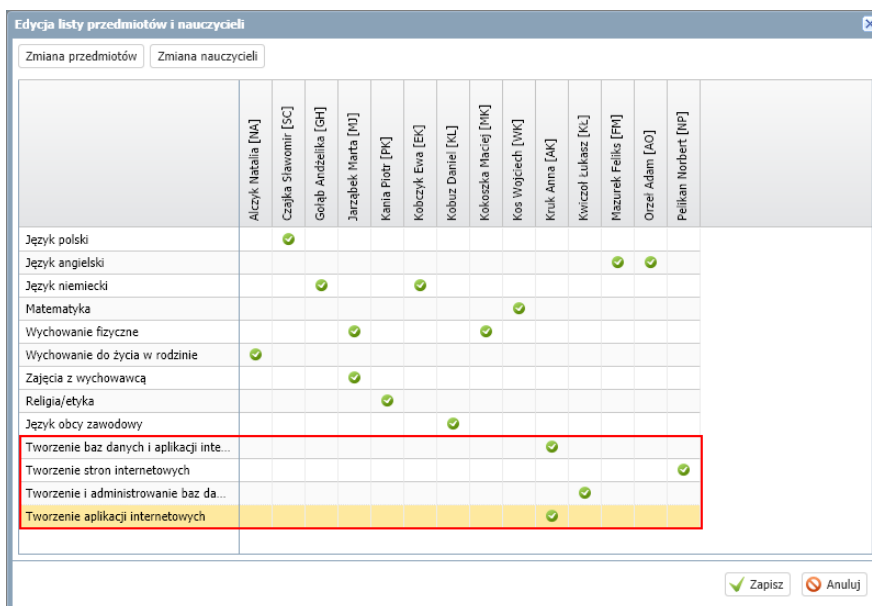 Edycja listy przedmiotów i nauczycieli
Zmiana przedmiotów Zmiana nauczycieli
Alczyk Natalia [NA]
Czajka Sławomir [SC]
Gołąb Andżelika [GH]
Jarząbek Marta [MJ]
Kania Piotr [PK]
Kobczyk Ewa [EK]
Kobuz Daniel [KL]
Kokoszka Maciej [MK]
Kos Wojciech [WK]
Kruk Anna [AK]
Kwiczoł Łukasz [KŁ]
Mazurek Feliks [FM]
Orzeł Adam [AO]
Pelikan Norbert [NP]
Język polski
Język angielski
Język niemiecki
Matematyka
Wychowanie fizyczne
Wychowanie do życia w rodzinie
Zajęcia z wychowawcą
Religia/etyka
Język obcy zawodowy
Tworzenie baz danych i aplikacji inte...
Tworzenie stron internetowych
Tworzenie i administrowanie baz da...
Tworzenie aplikacji internetowych
Zapisz Anuluj